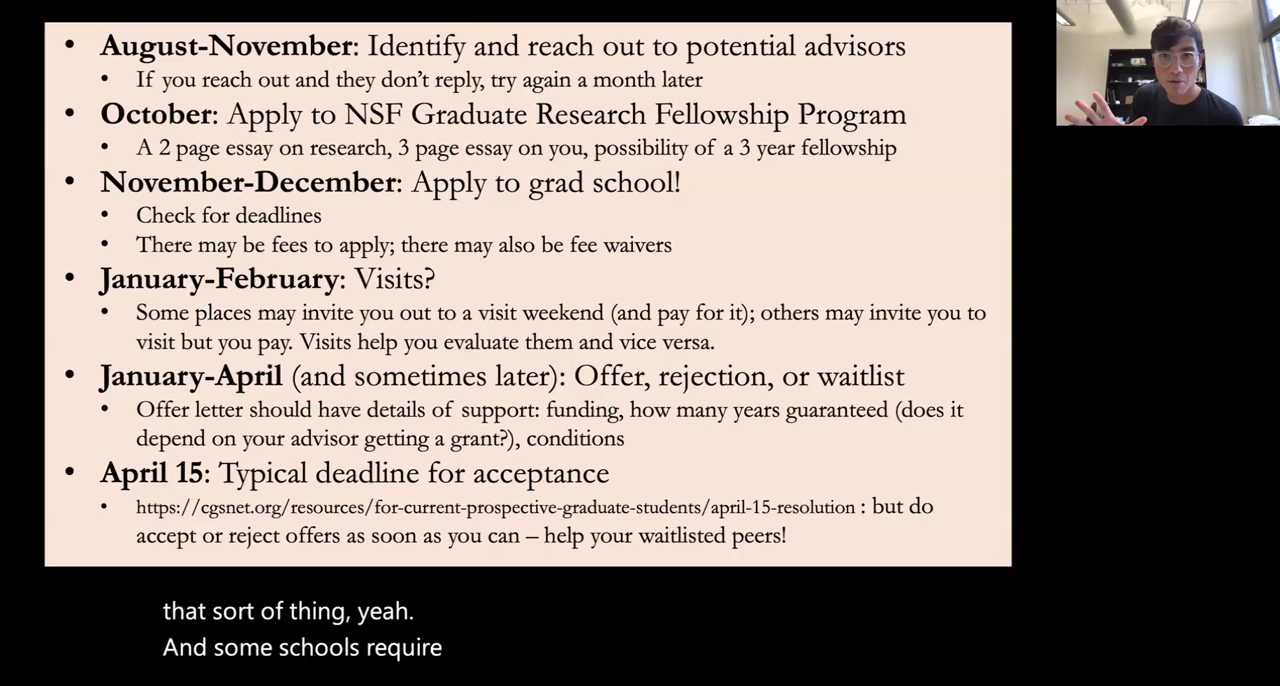 • August-November: Identify and reach out to potential advisors
• If you reach out and they don't reply, try again a month later
• October: Apply to NSF Graduate Research Fellowship Program
• A 2 page essay on research, 3 page essay on you, possibility of a 3 year fellowship
• November-December: Apply to grad school!
• Check for deadlines
• There may be fees to apply; there may also be fee waivers
• January-February: Visits?
• Some places may invite you out to a visit weekend (and pay for it); others may invite you to
visit but you pay. Visits help you evaluate them and vice versa.
• January-April (and sometimes later): Offer, rejection, or waitlist
• Offer letter should have details of support: funding, how many years guaranteed (does it
depend on your advisor getting a grant?), conditions
• April 15: Typical deadline for acceptance
• https://cgsnet.org/resources/for-current-prospective-graduate-students/april-15-resolution : but do
accept or reject offers as soon as you can – help your waitlisted peers!
that sort of thing, yeah.
And some schools require